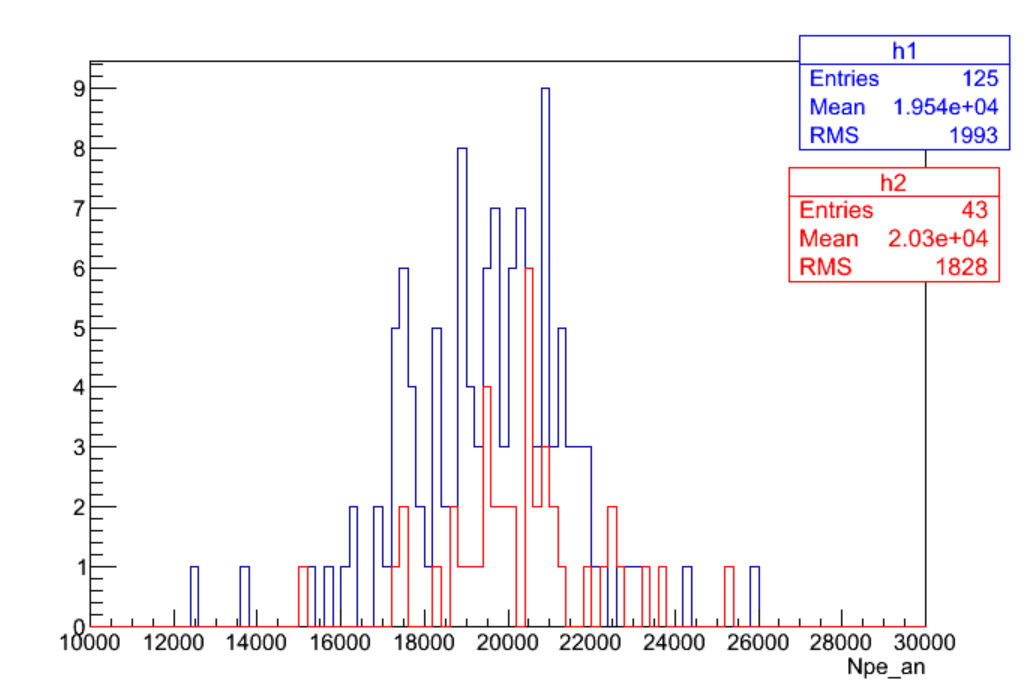 h1
Entries 125
Mean 1.954e+04
RMS 1993
h2
Entries 43
Mean 2.03e+04
RMS 1828
9
8
7
6
5
4
3
2
1
0
10000 12000 14000 16000 18000 20000 22000 24000 26000 28000 30000
Npe_an